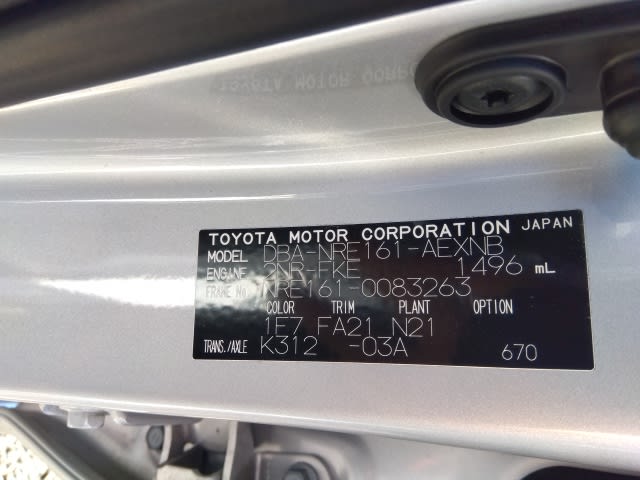 TOYOTA MOTOR CORPORATION JAPAN
MODEL DBA-NRE161-AEXNB
ENGINE 2NR-FKE 1496 mL
FRAME No. NRE161-0083263
COLOR TRIM PLANT OPTION
1E7 FA21 N21
TRANS./AXLE K312 -03A 670